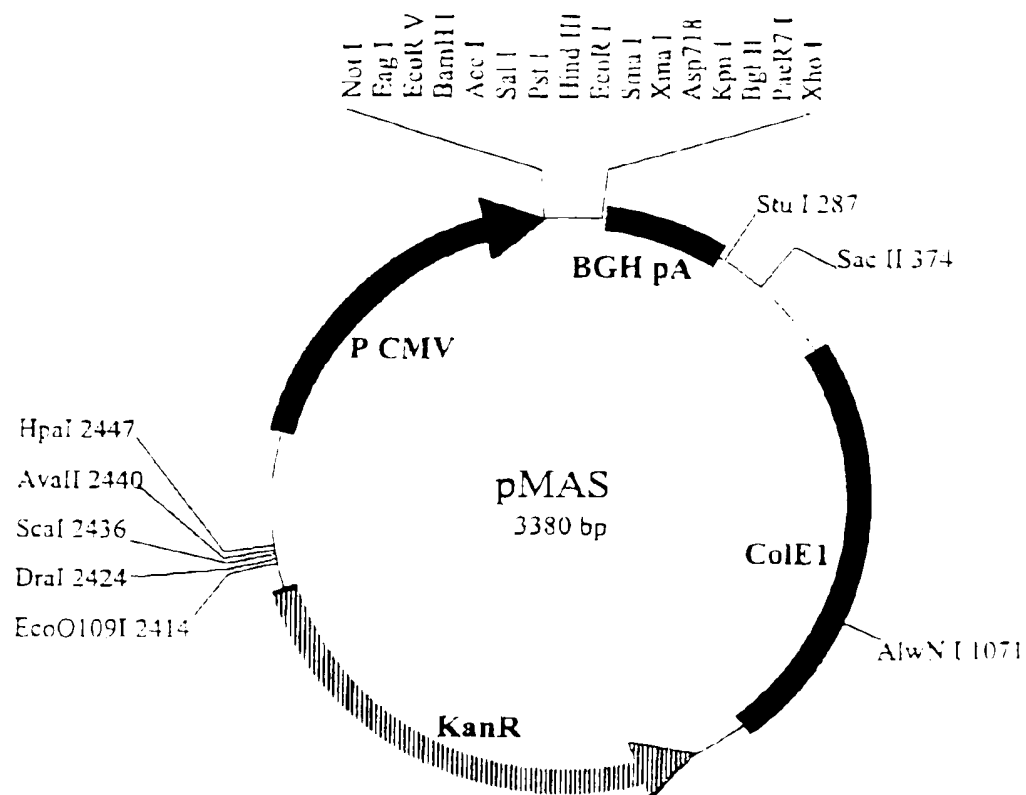 Not I
Eag I
EcoR V
BamH I
Acc I
Sal I
Pst I
Hind III
EcoR I
Sma I
Xma I
Asp718
Kpn I
Bgl II
PaeR7 I
Xho I
Stu I 287
Sac II 374
BGH pA
P CMV
HpaI 2447
AvaII 2440
ScaI 2436
DraI 2424
EcoO109I 2414
pMAS
3380 bp
ColE1
AlwN I 1071
KanR